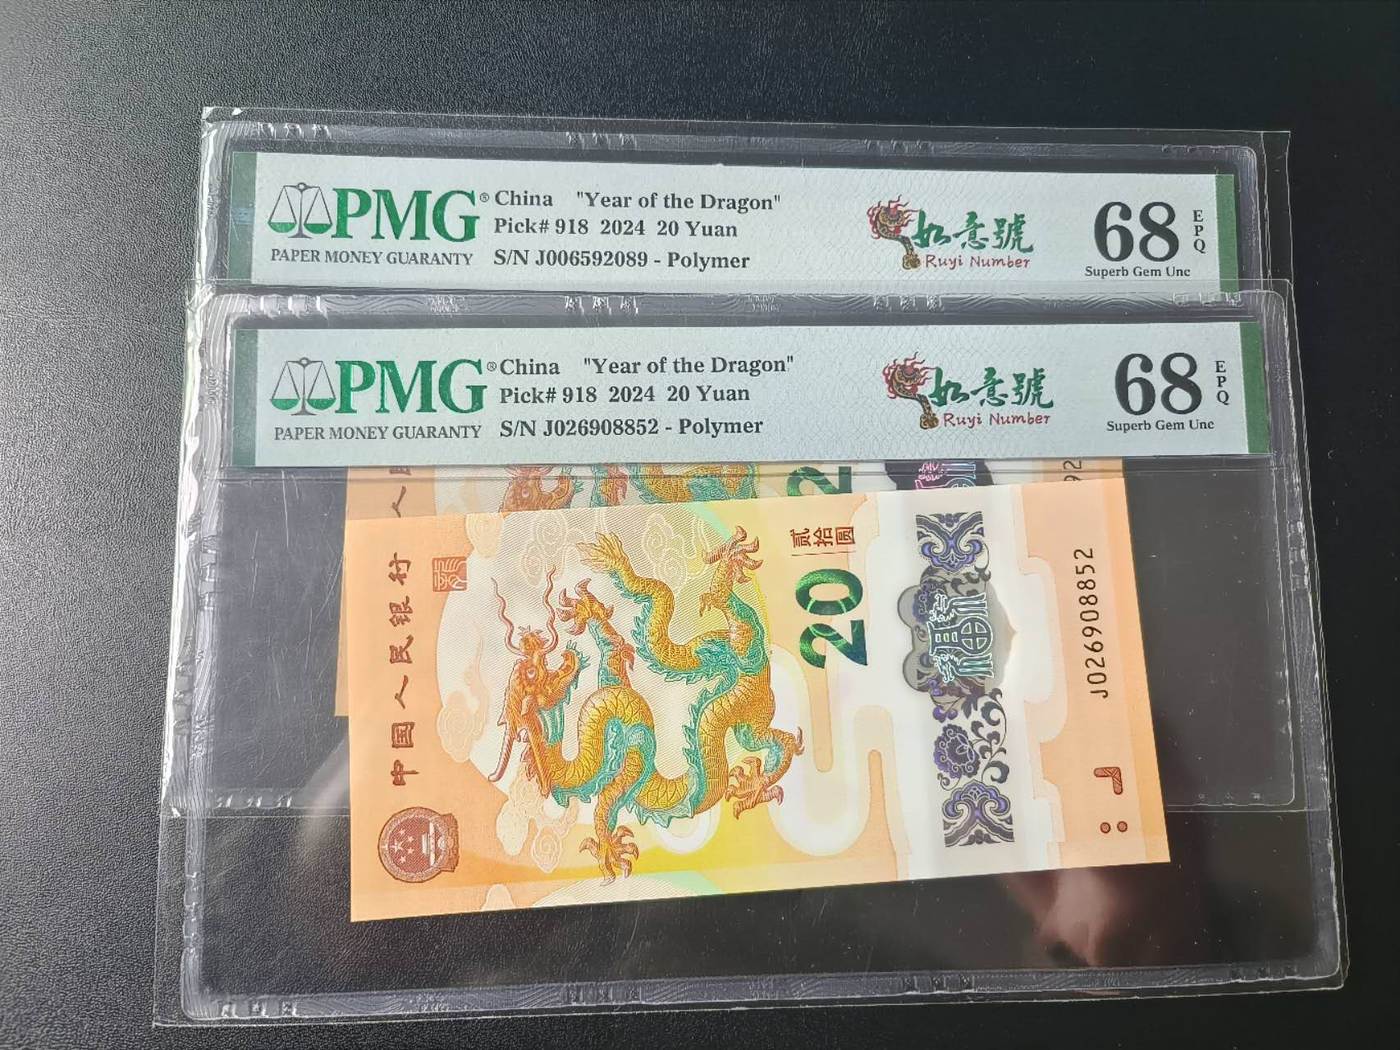 PMG®
PAPER MONEY GUARANTY
China "Year of the Dragon"
Pick# 918 2024 20 Yuan
S/N J006592089 - Polymer
如意號
Ruyi Number
68
EPQ
Superb Gem Unc
PMG®
PAPER MONEY GUARANTY
China "Year of the Dragon"
Pick# 918 2024 20 Yuan
S/N J026908852 - Polymer
如意號
Ruyi Number
68
EPQ
Superb Gem Unc
中国人民银行
贰拾圆
20
J026908852